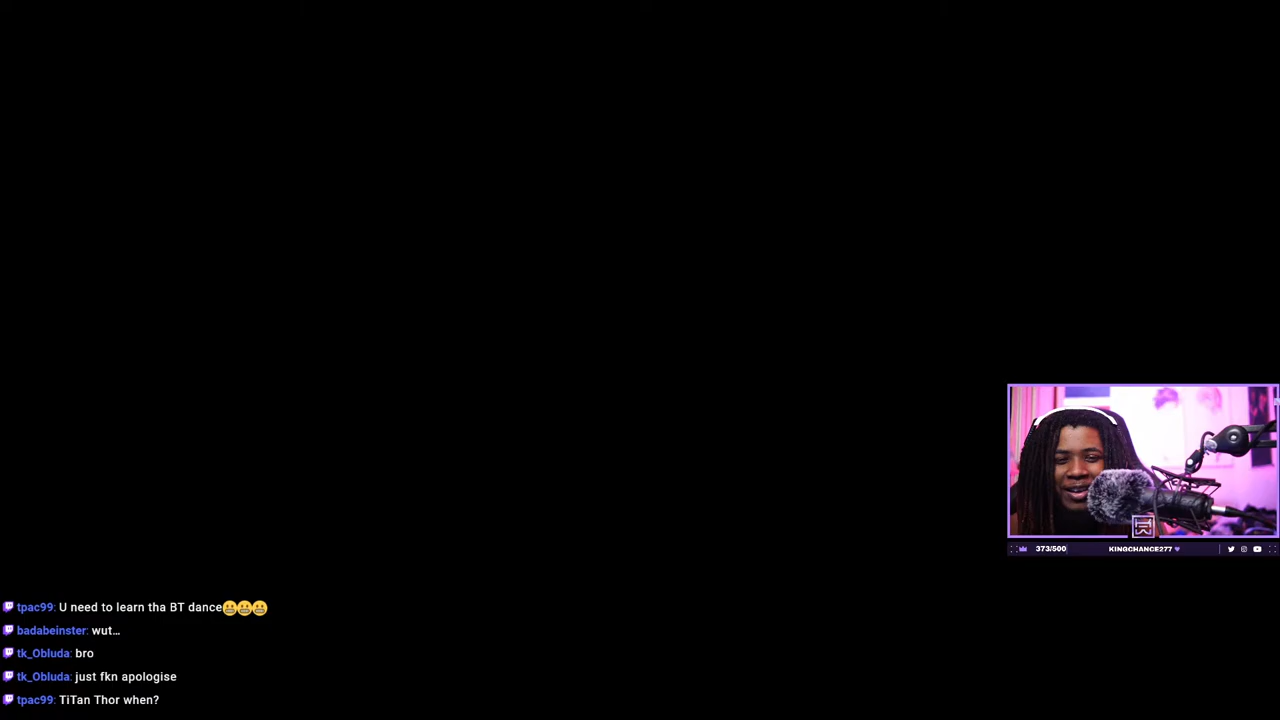 373/500
KINGCHANCE277
tpac99: U need to learn tha BT dance😬😬😬
badabeinster: wut…
tk_Obluda: bro
tk_Obluda: just fkn apologise
tpac99: TiTan Thor when?